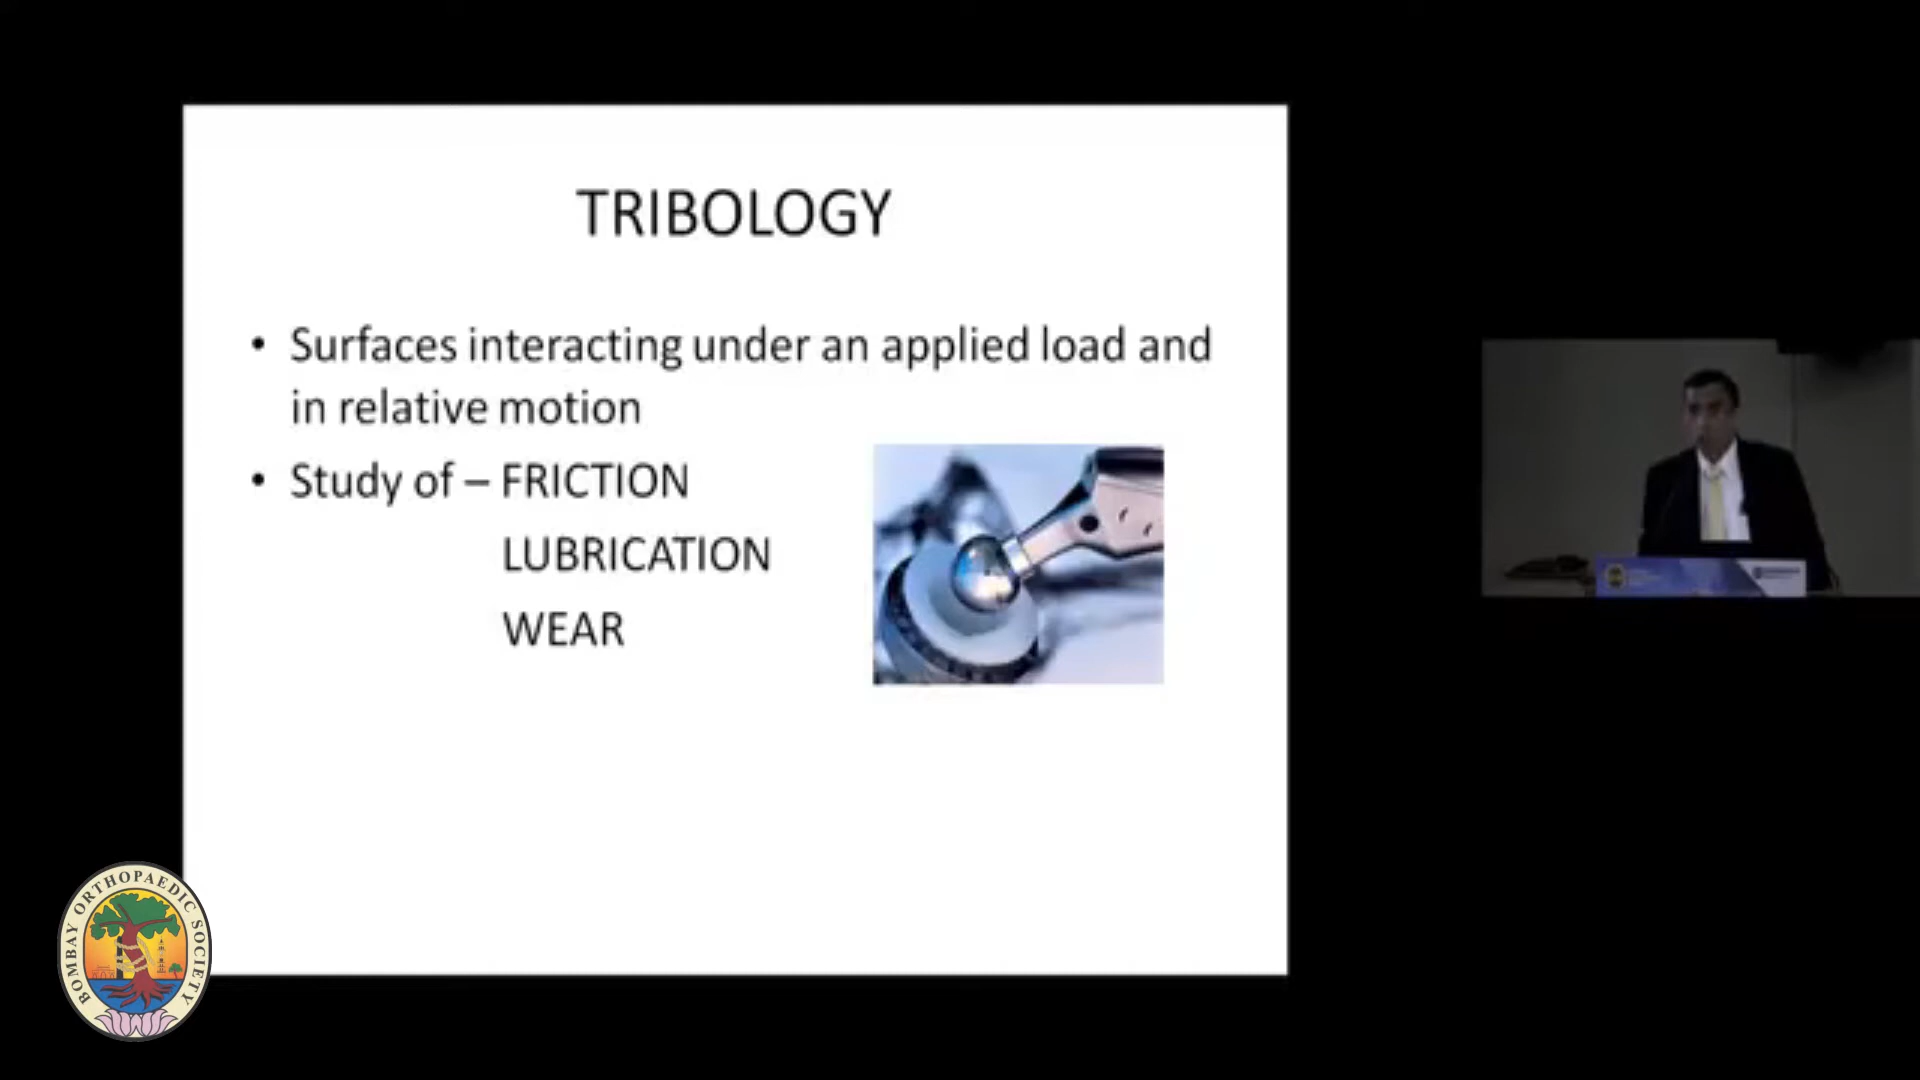 TRIBOLOGY
• Surfaces interacting under an applied load and
in relative motion
• Study of – FRICTION
LUBRICATION
WEAR
BOMBAY ORTHOPAEDIC SOCIETY